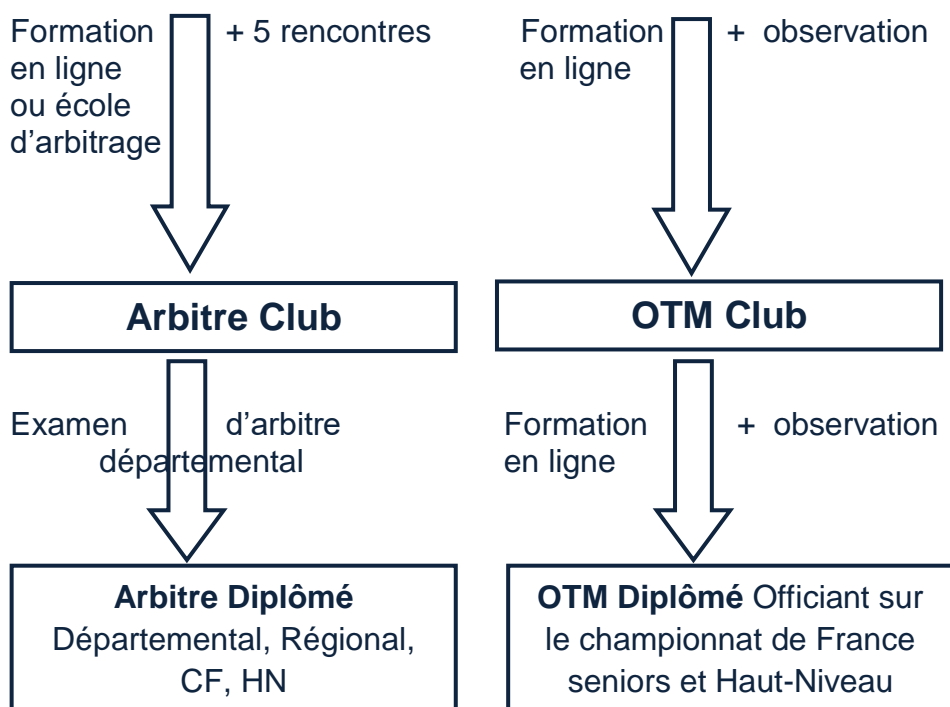 Formation + 5 rencontres
en ligne
ou école
d'arbitrage
Formation + observation
en ligne
Arbitre Club
OTM Club
Examen d'arbitre
départemental
Formation + observation
en ligne
Arbitre Diplômé
Départemental, Régional,
CF, HN
OTM Diplômé Officiant sur
le championnat de France
seniors et Haut-Niveau